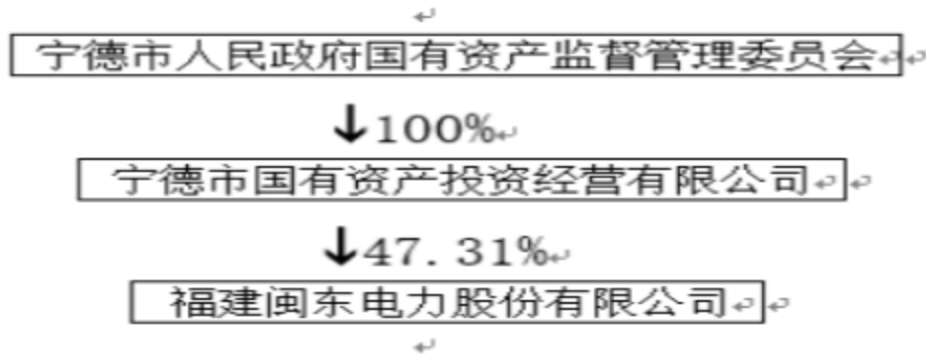 宁德市人民政府国有资产监督管理委员会
↓100%
宁德市国有资产投资经营有限公司
↓47.31%
福建闽东电力股份有限公司